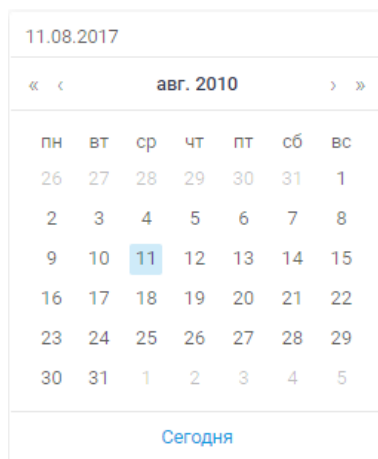 11.08.2017
« ‹ авг. 2010 › »
пн вт ср чт пт сб вс
26 27 28 29 30 31 1
2 3 4 5 6 7 8
9 10 11 12 13 14 15
16 17 18 19 20 21 22
23 24 25 26 27 28 29
30 31 1 2 3 4 5
Сегодня